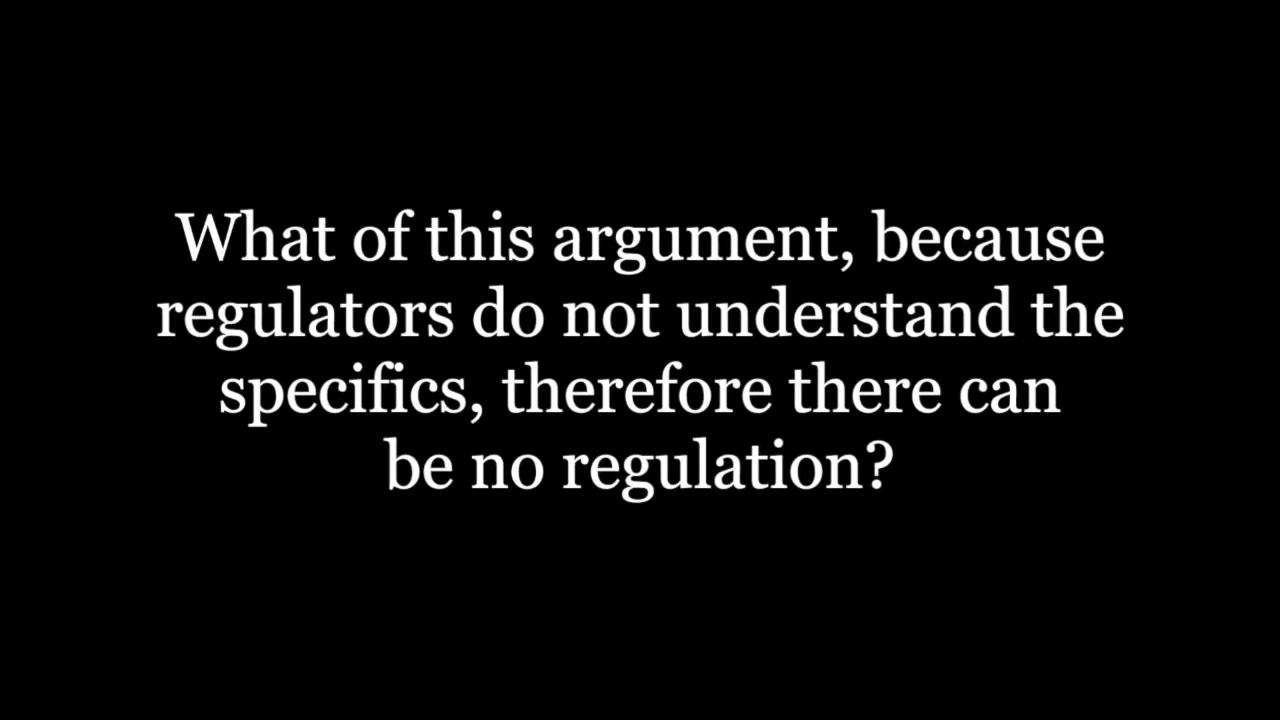 What of this argument, because
regulators do not understand the
specifics, therefore there can
be no regulation?